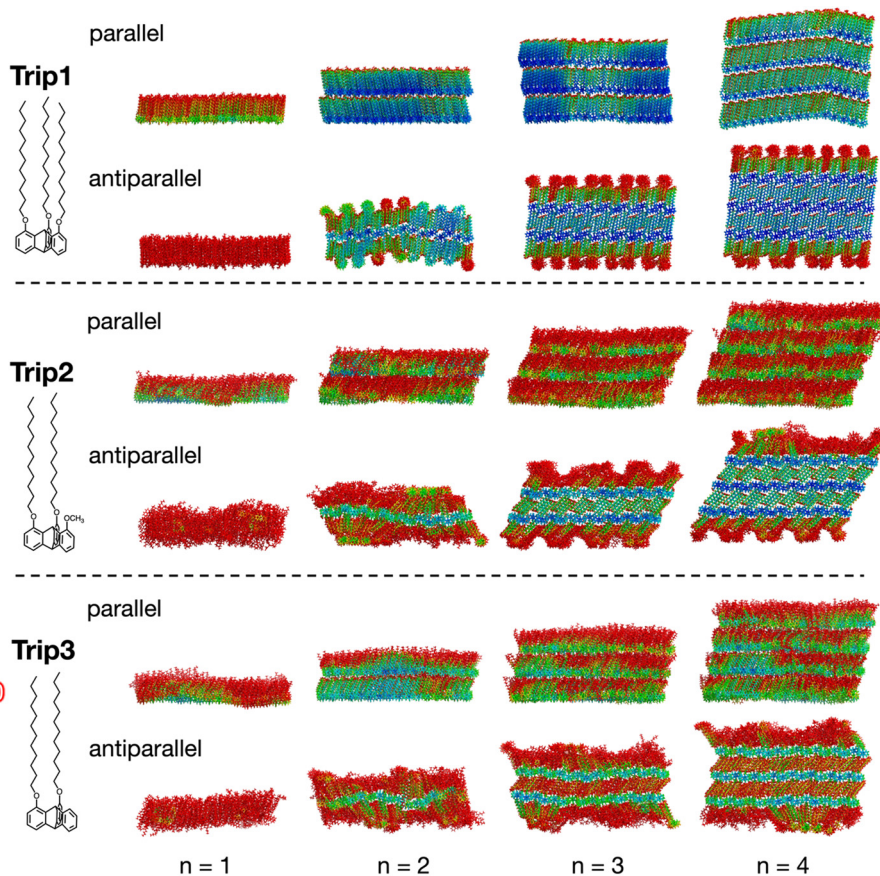 parallel
Trip1
antiparallel
O
O
O
parallel
Trip2
antiparallel
O
O
OCH3
parallel
Trip3
antiparallel
O
O
n = 1
n = 2
n = 3
n = 4